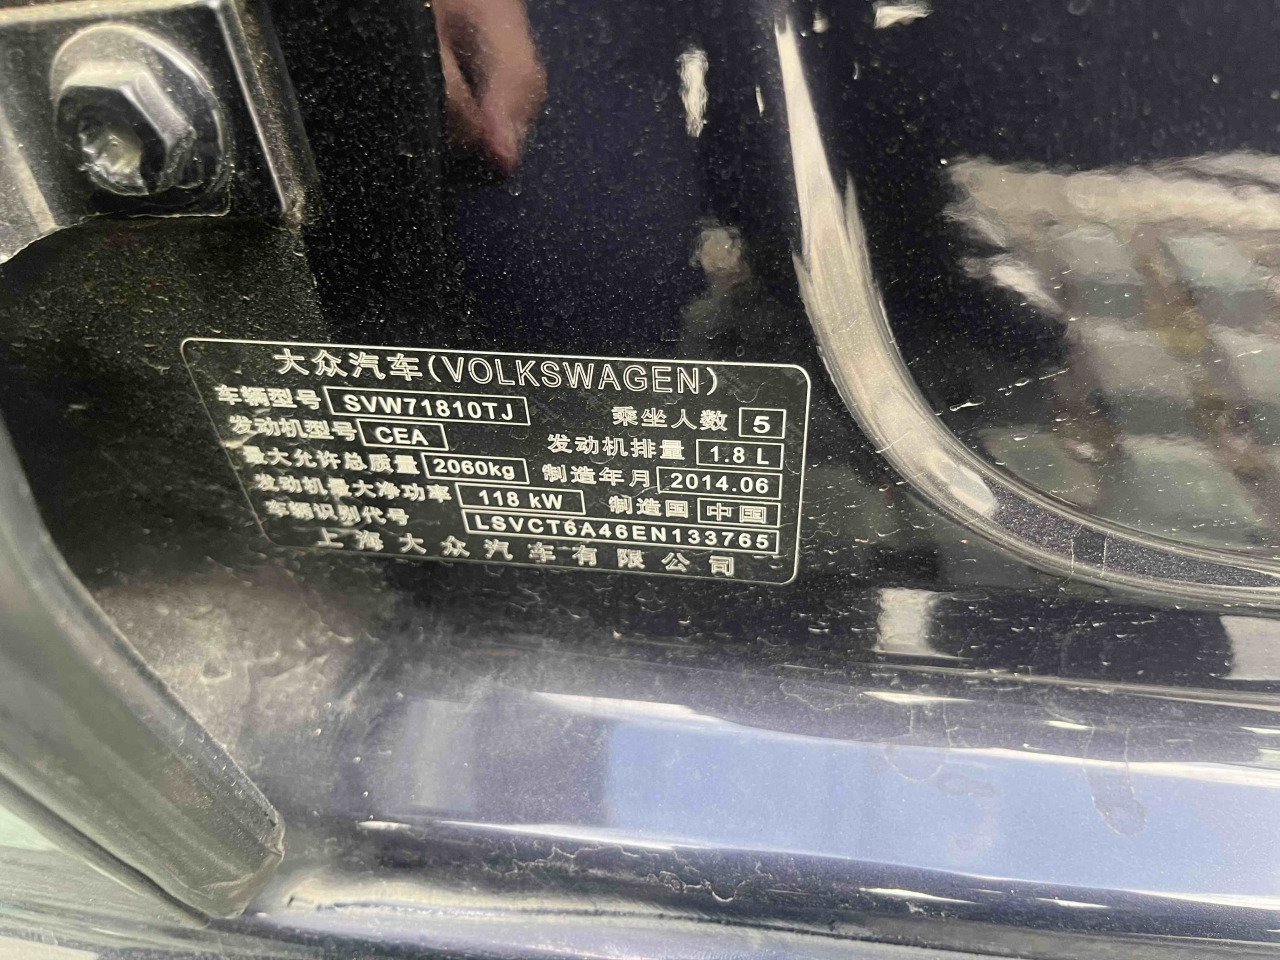 大众汽车(VOLKSWAGEN)
车辆型号 SVW71810TJ 乘坐人数 5
发动机型号 CEA 发动机排量 1.8 L
最大允许总质量 2060kg 制造年月 2014.06
发动机最大净功率 118 kW 制造国 中国
车辆识别代号 LSVCT6A46EN133765
上海大众汽车有限公司